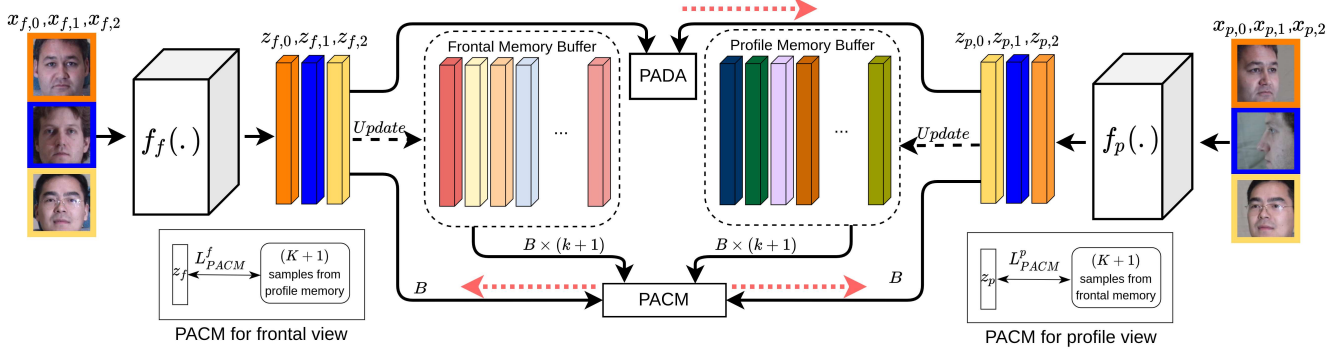 x_{f,0},x_{f,1},x_{f,2}
f_f(.)
z_{f,0},z_{f,1},z_{f,2}
Update
Frontal Memory Buffer
...
PADA
Profile Memory Buffer
...
Update
z_{p,0},z_{p,1},z_{p,2}
f_p(.)
x_{p,0},x_{p,1},x_{p,2}
B × (k+1)
B × (k+1)
B
PACM
B
z_f
L^f_{PACM}
(K+1)
samples from
profile memory
PACM for frontal view
z_p
L^p_{PACM}
(K+1)
samples from
frontal memory
PACM for profile view